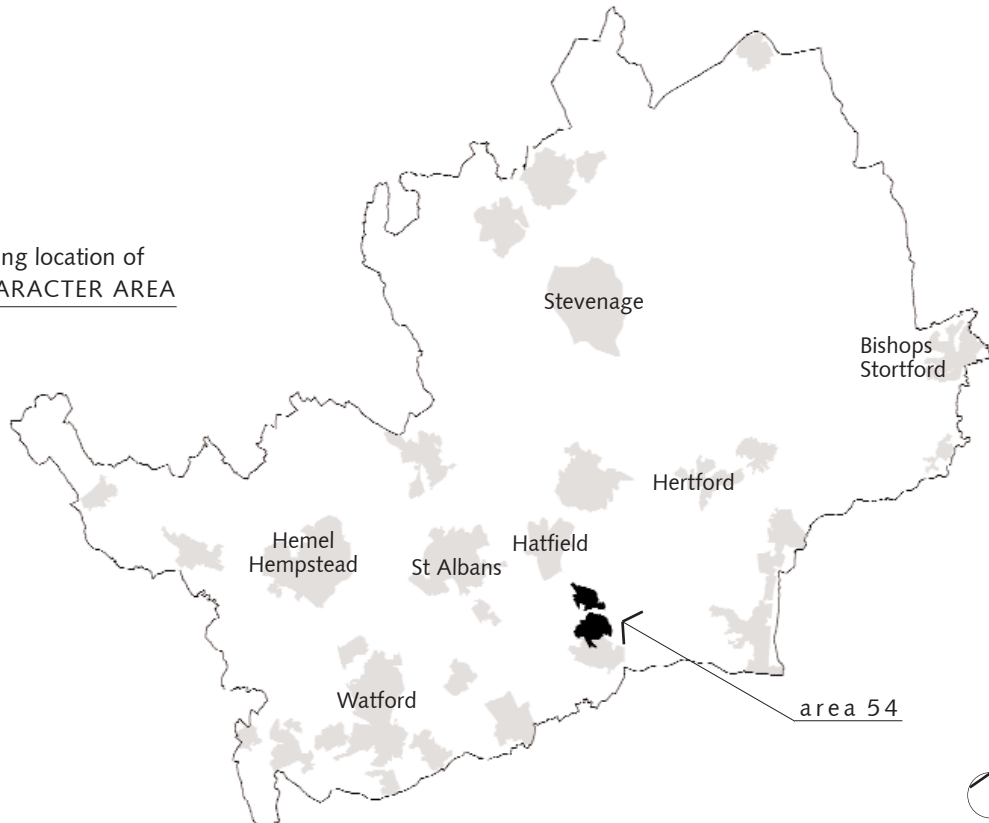 ng location of
ARACTER AREA
Stevenage
Bishops
Stortford
Hertford
Hemel
Hempstead
St Albans
Hatfield
Watford
area 54